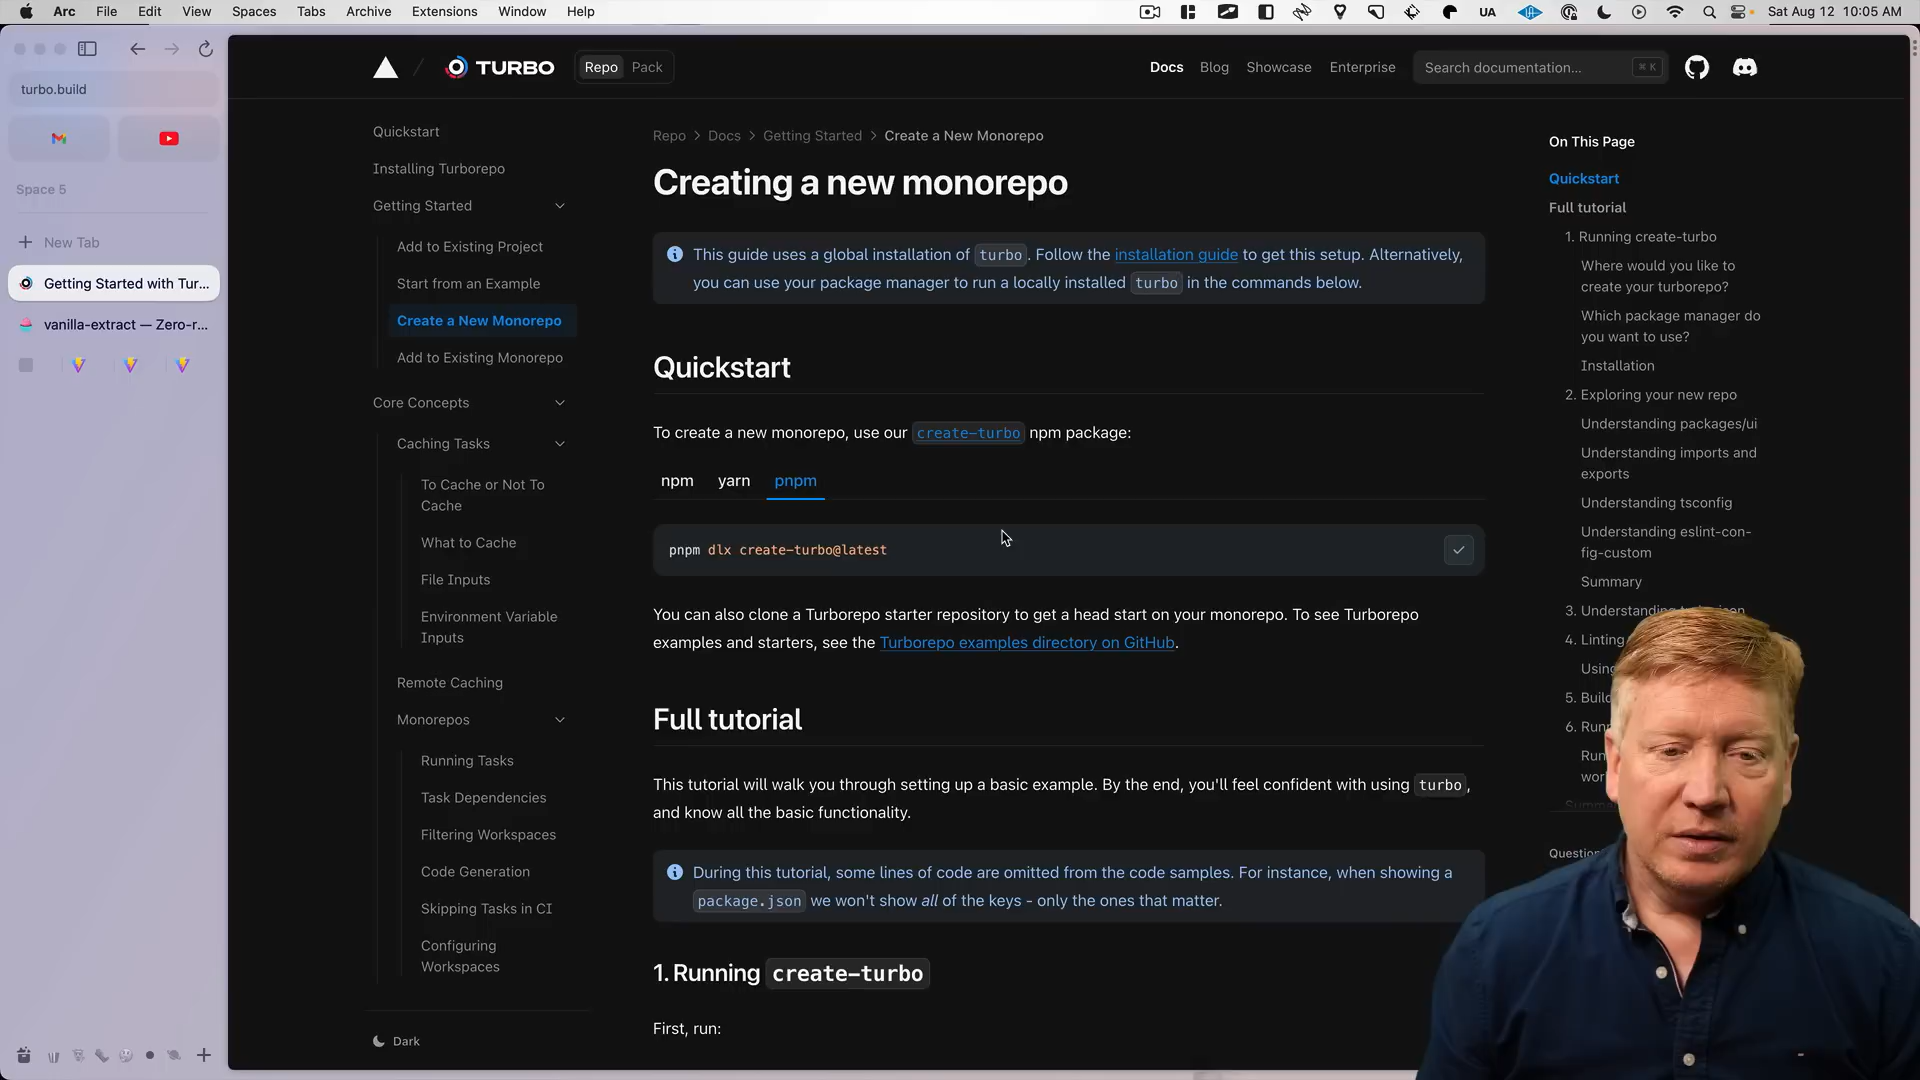 Arc File Edit View Spaces Tabs Archive Extensions Window Help
UA
Sat Aug 12 10:05 AM
turbo.build
Space 5
New Tab
Getting Started with Tur...
vanilla-extract — Zero-r...
TURBO
Repo Pack
Docs Blog Showcase Enterprise
Search documentation... ⌘ K
Quickstart
Installing Turborepo
Getting Started
Add to Existing Project
Start from an Example
Create a New Monorepo
Add to Existing Monorepo
Core Concepts
Caching Tasks
To Cache or Not To
Cache
What to Cache
File Inputs
Environment Variable
Inputs
Remote Caching
Monorepos
Running Tasks
Task Dependencies
Filtering Workspaces
Code Generation
Skipping Tasks in CI
Configuring
Workspaces
Dark
Repo > Docs > Getting Started > Create a New Monorepo
Creating a new monorepo
This guide uses a global installation of turbo. Follow the installation guide to get this setup. Alternatively,
you can use your package manager to run a locally installed turbo in the commands below.
Quickstart
To create a new monorepo, use our create-turbo npm package:
npm yarn pnpm
pnpm dlx create-turbo@latest
You can also clone a Turborepo starter repository to get a head start on your monorepo. To see Turborepo
examples and starters, see the Turborepo examples directory on GitHub.
Full tutorial
This tutorial will walk you through setting up a basic example. By the end, you'll feel confident with using turbo,
and know all the basic functionality.
During this tutorial, some lines of code are omitted from the code samples. For instance, when showing a
package.json we won't show all of the keys - only the ones that matter.
1. Running create-turbo
First, run:
On This Page
Quickstart
Full tutorial
1. Running create-turbo
Where would you like to
create your turborepo?
Which package manager do
you want to use?
Installation
2. Exploring your new repo
Understanding packages/ui
Understanding imports and
exports
Understanding tsconfig
Understanding eslint-con-
fig-custom
Summary
3. Understanding
4. Linting
5.
6.